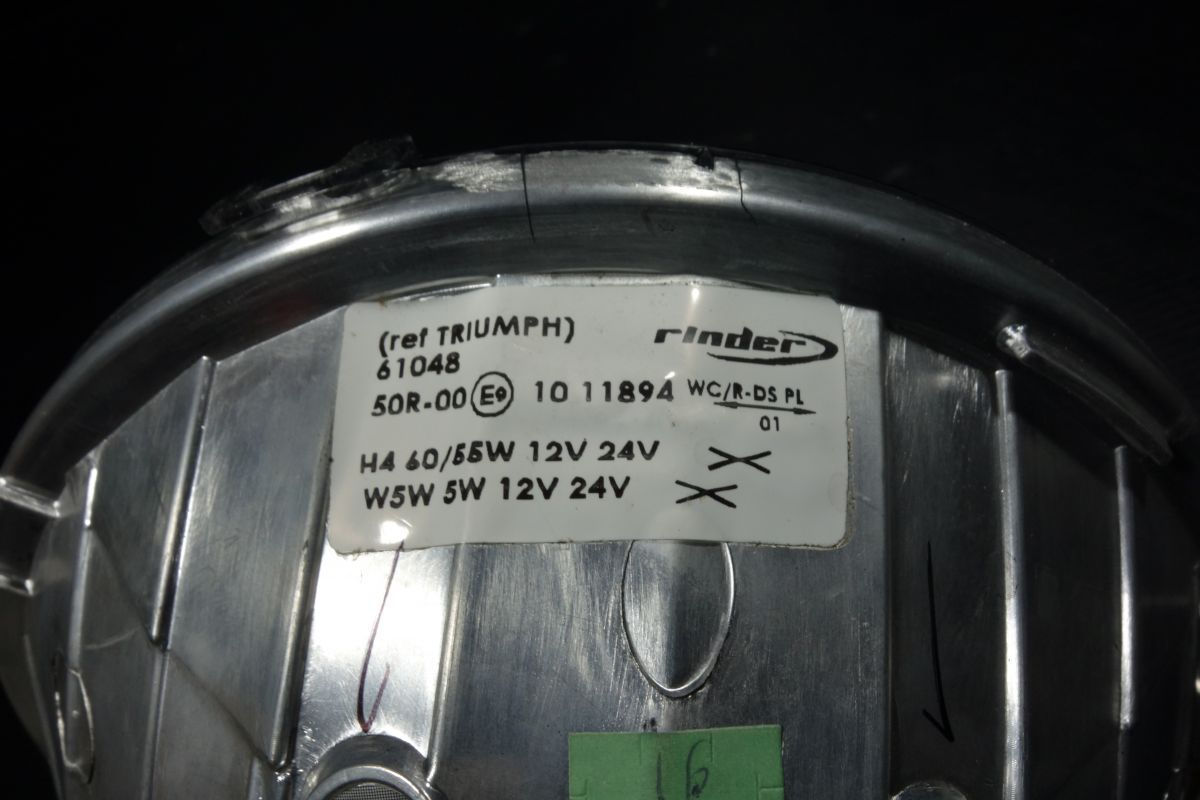 (ref TRIUMPH)
rinder
61048
50R-00 E9 10 11894 WC/R-DS PL
01
H4 60/55W 12V 24V X
W5W 5W 12V 24V X
16